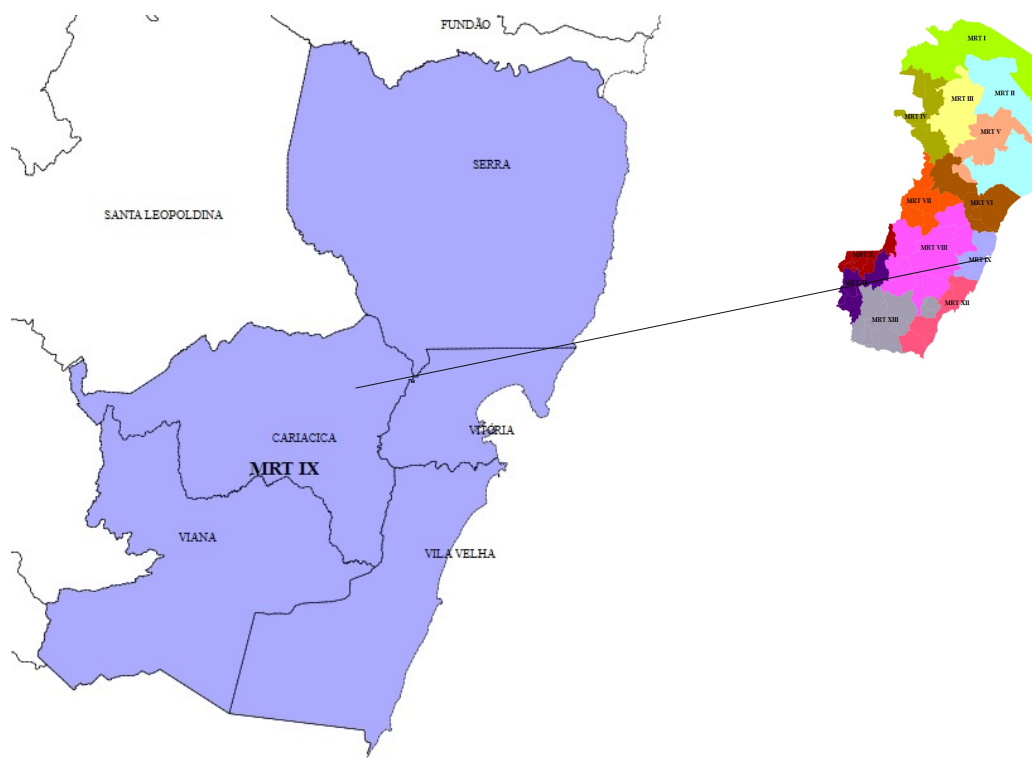 FUNDÃO
SERRA
SANTA LEOPOLDINA
CARIACICA
VITÓRIA
MRT IX
VIANA
VILA VELHA
MRT I
MRT II
MRT III
MRT IV
MRT V
MRT VI
MRT VII
MRT VIII
MRT IX
MRT X
MRT XII
MRT XIII